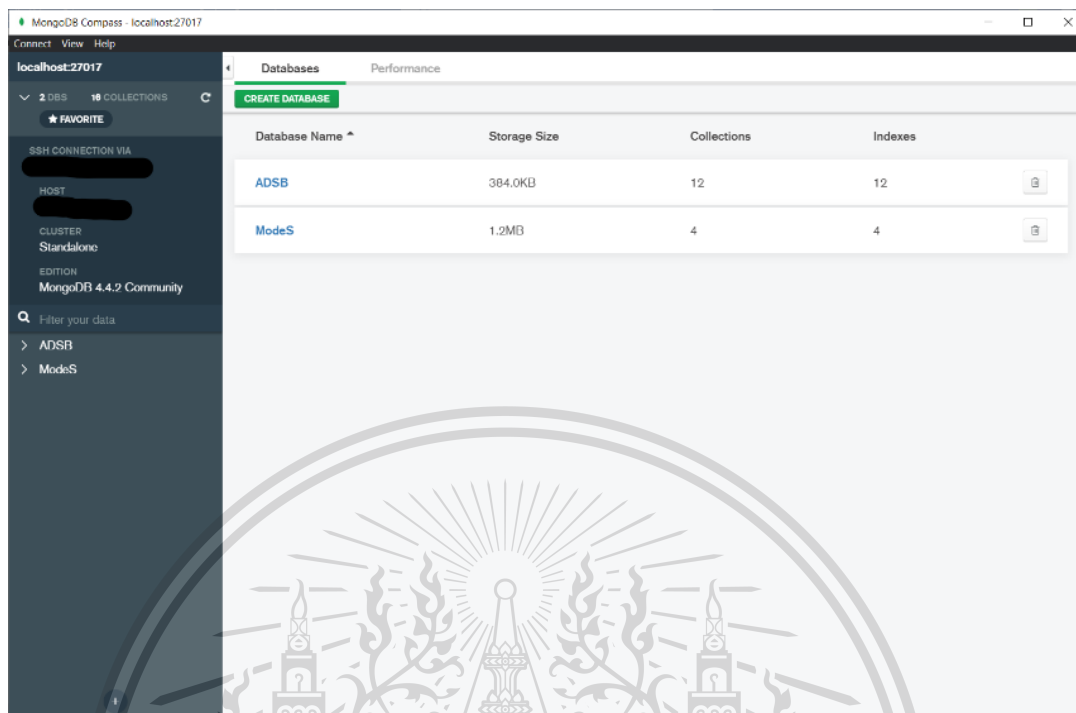 MongoDB Compass - localhost:27017
Connect View Help
localhost:27017
2 DBS 16 COLLECTIONS
★ FAVORITE
SSH CONNECTION VIA
HOST
CLUSTER
Standalone
EDITION
MongoDB 4.4.2 Community
Filter your data
ADSB
ModeS
Databases Performance
CREATE DATABASE
Database Name Storage Size Collections Indexes
ADSB 384.0KB 12 12
ModeS 1.2MB 4 4